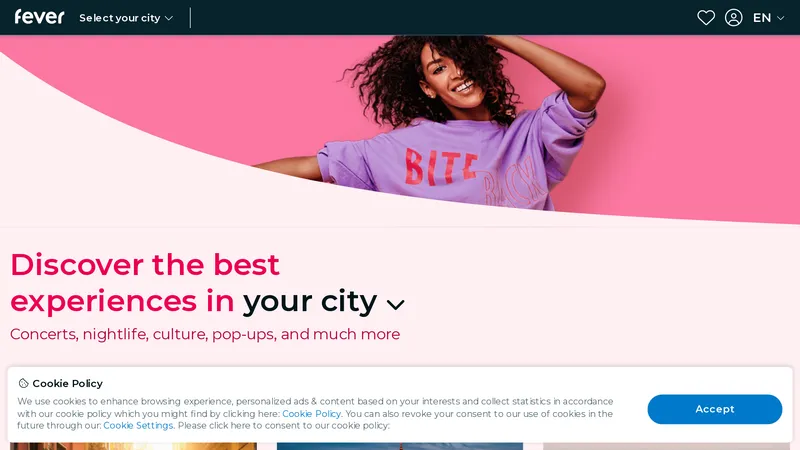 fever
Select your city
EN
BITE
BACK
Discover the best
experiences in your city
Concerts, nightlife, culture, pop-ups, and much more
Cookie Policy
We use cookies to enhance browsing experience, personalized ads & content based on your interests and collect statistics in accordance
with our cookie policy which you might find by clicking here: Cookie Policy. You can also revoke your consent to our use of cookies in the
future through our: Cookie Settings. Please click here to consent to our cookie policy:
Accept